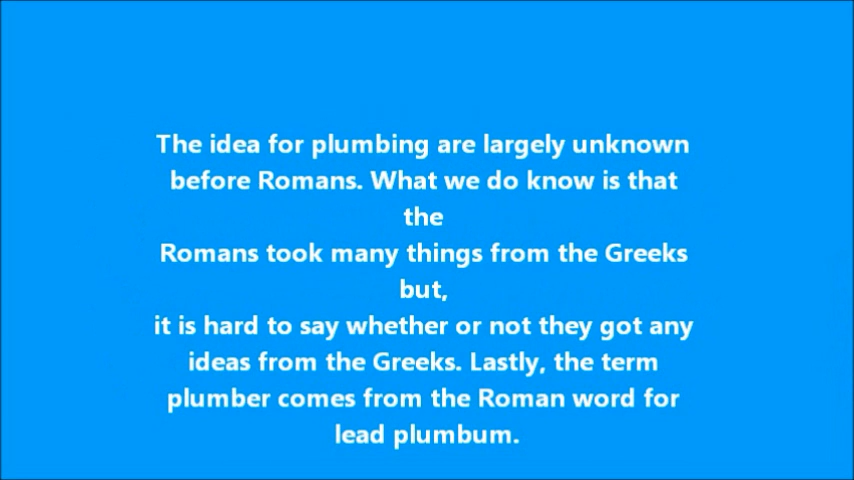 The idea for plumbing are largely unknown
before Romans. What we do know is that
the
Romans took many things from the Greeks
but,
it is hard to say whether or not they got any
ideas from the Greeks. Lastly, the term
plumber comes from the Roman word for
lead plumbum.